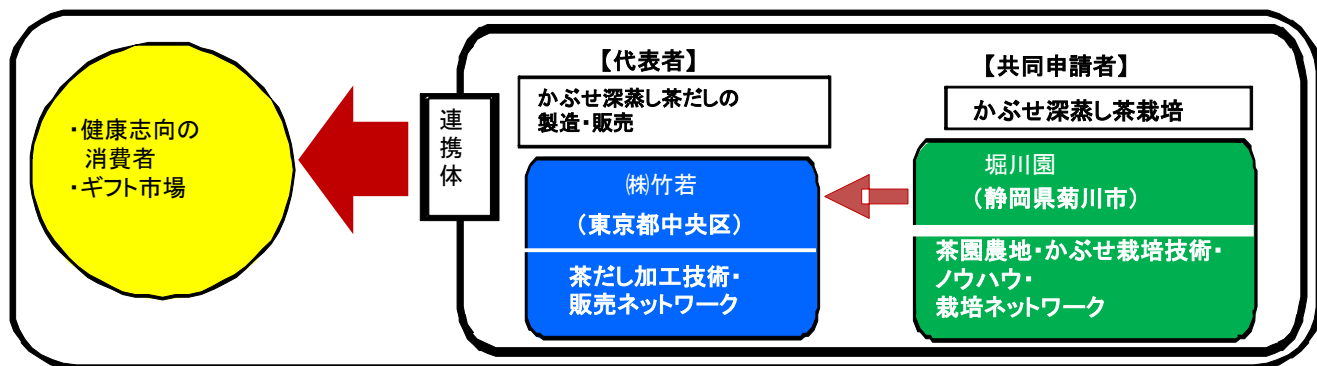 ・健康志向の
消費者
・ギフト市場
連
携
体
【代表者】
かぶせ深蒸し茶だしの
製造・販売
㈱竹若
（東京都中央区）
茶だし加工技術・
販売ネットワーク
【共同申請者】
かぶせ深蒸し茶栽培
堀川園
（静岡県菊川市）
茶園農地・かぶせ栽培技術・
ノウハウ・
栽培ネットワーク